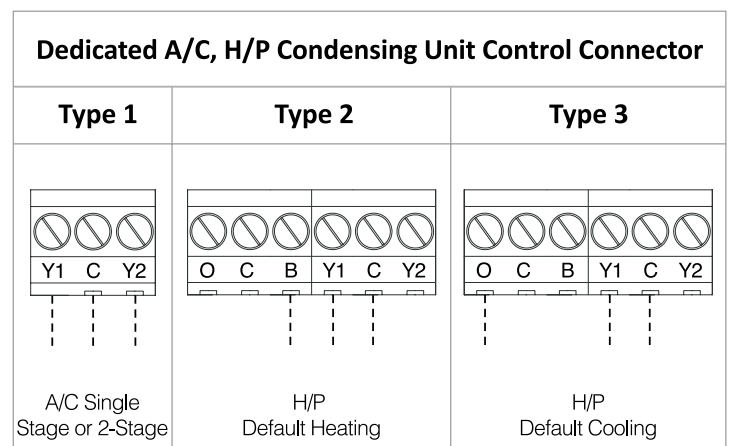 Dedicated A/C, H/P Condensing Unit Control Connector
Type 1
Type 2
Type 3
Y1 C Y2
O C B Y1 C Y2
O C B Y1 C Y2
A/C Single
Stage or 2-Stage
H/P
Default Heating
H/P
Default Cooling